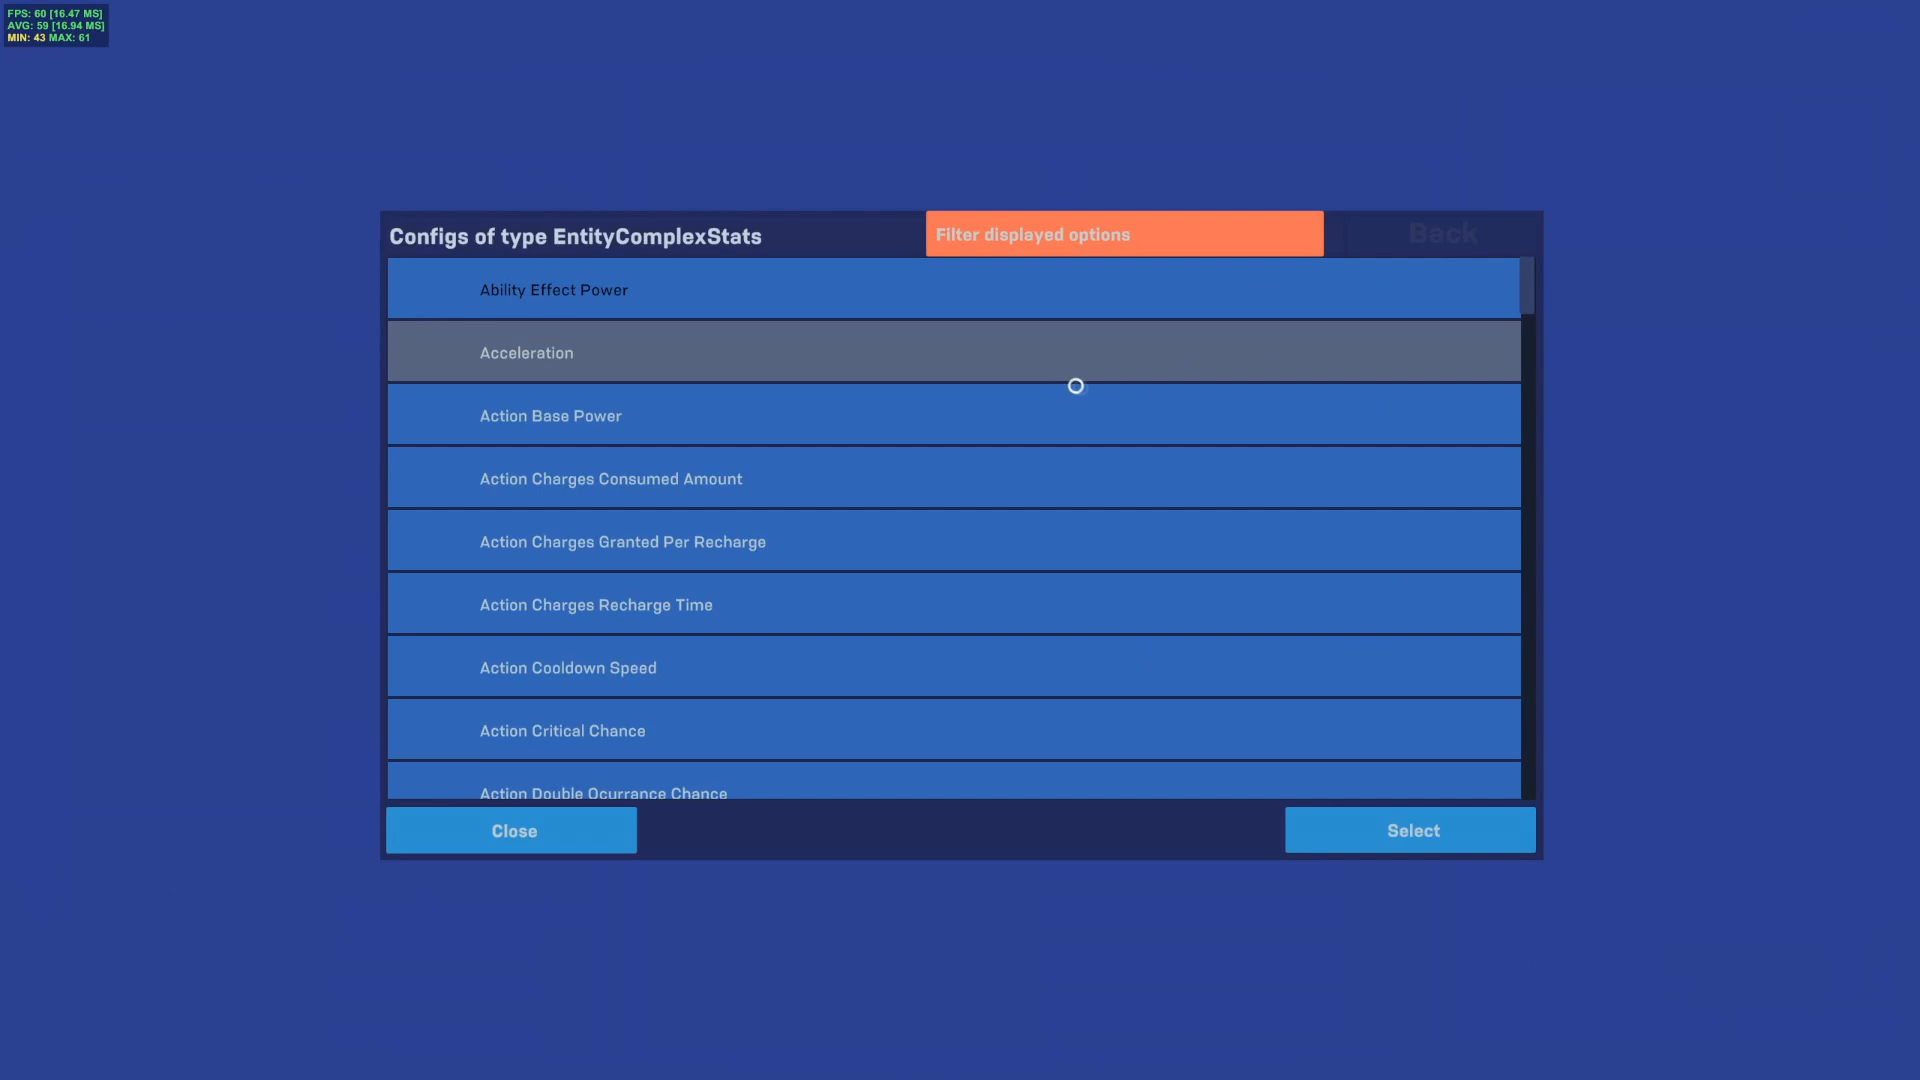 FPS: 60 [16.47 MS]
AVG: 59 [16.94 MS]
MIN: 43 MAX: 61
Configs of type EntityComplexStats
Filter displayed options
Back
Ability Effect Power
Acceleration
Action Base Power
Action Charges Consumed Amount
Action Charges Granted Per Recharge
Action Charges Recharge Time
Action Cooldown Speed
Action Critical Chance
Action Double Ocurrance Chance
Close
Select